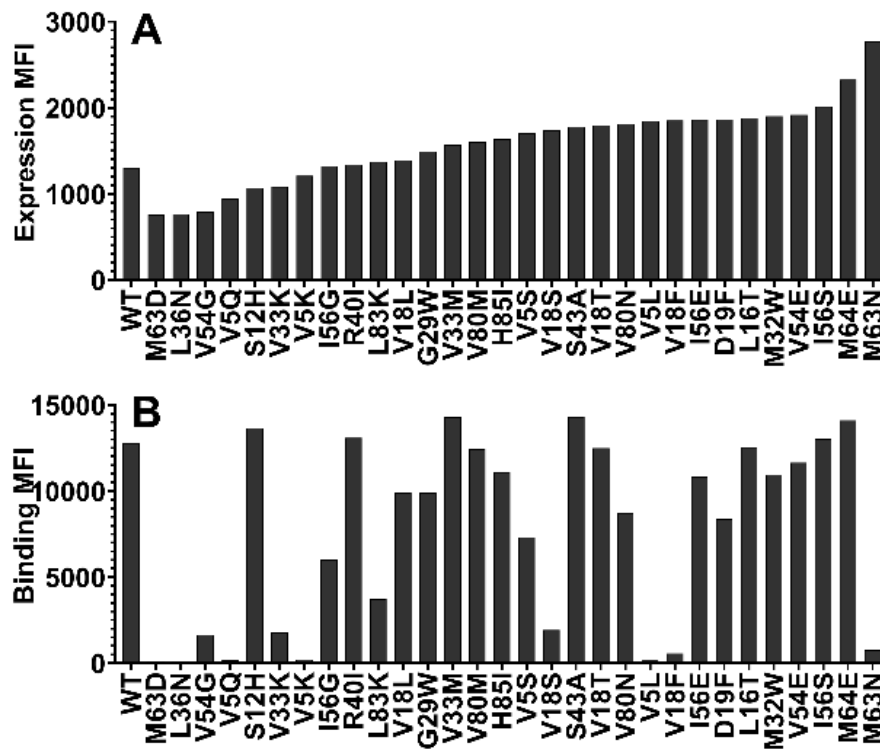 A
Expression MFI
3000
2000
1000
0
WT
M63D
L36N
V54G
V5Q
S12H
V33K
V5K
I56G
R40I
L83K
V18L
G29W
V33M
V80M
H85I
V5S
V18S
S43A
V18T
V80N
V5L
V18F
I56E
D19F
L16T
M32W
V54E
I56S
M64E
M63N
B
Binding MFI
15000
10000
5000
0
WT
M63D
L36N
V54G
V5Q
S12H
V33K
V5K
I56G
R40I
L83K
V18L
G29W
V33M
V80M
H85I
V5S
V18S
S43A
V18T
V80N
V5L
V18F
I56E
D19F
L16T
M32W
V54E
I56S
M64E
M63N